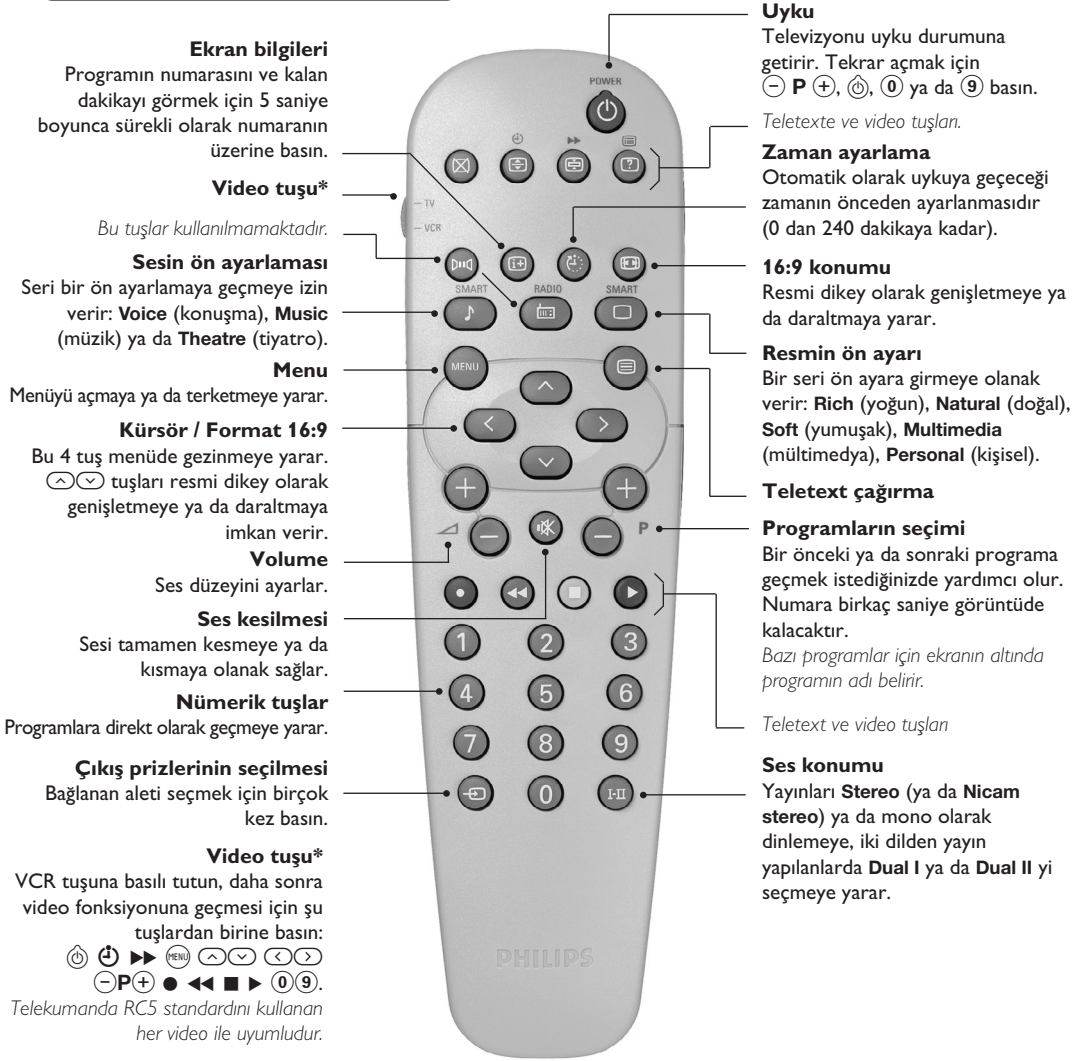 Ekran bilgileri
Programın numarasını ve kalan
dakikayı görmek için 5 saniye
boyunca sürekli olarak numaranın
üzerine basın.
Video tuşu*
Bu tuşlar kullanılmamaktadır.
Sesin ön ayarlaması
Seri bir ön ayarlamaya geçmeye izin
verir: Voice (konuşma), Music
(müzik) ya da Theatre (tiyatro).
Menu
Menüyü açmaya ya da terketmeye yarar.
Kürsör / Format 16:9
Bu 4 tuş menüde gezinmeye yarar.
tuşları resmi dikey olarak
genişletmeye ya da daraltmaya
imkan verir.
Volume
Ses düzeyini ayarlar.
Ses kesilmesi
Sesi tamamen kesmeye ya da
kısmaya olanak sağlar.
Nümerik tuşlar
Programlara direkt olarak geçmeye yarar.
Çıkış prizlerinin seçilmesi
Bağlanan aleti seçmek için birçok
kez basın.
Video tuşu*
VCR tuşuna basılı tutun, daha sonra
video fonksiyonuna geçmesi için şu
tuşlardan birine basın:
MENU
− P + ● ◀◀ ■ ▶ 0 9.
Telekumanda RC5 standardını kullanan
her video ile uyumludur.
POWER
TV
VCR
SMART RADIO SMART
MENU
P
1 2 3
4 5 6
7 8 9
0 I-II
PHILIPS
Uyku
Televizyonu uyku durumuna
getirir. Tekrar açmak için
− P +, ⏻, 0 ya da 9 basın.
Teletexte ve video tuşları.
Zaman ayarlama
Otomatik olarak uykuya geçeceği
zamanın önceden ayarlanmasıdır
(0 dan 240 dakikaya kadar).
16:9 konumu
Resmi dikey olarak genişletmeye ya
da daraltmaya yarar.
Resmin ön ayarı
Bir seri ön ayara girmeye olanak
verir: Rich (yoğun), Natural (doğal),
Soft (yumuşak), Multimedia
(mültimedya), Personal (kişisel).
Teletext çağırma
Programların seçimi
Bir önceki ya da sonraki programa
geçmek istediğinizde yardımcı olur.
Numara birkaç saniye görüntüde
kalacaktır.
Bazı programlar için ekranın altında
programın adı belirir.
Teletext ve video tuşları
Ses konumu
Yayınları Stereo (ya da Nicam
stereo) ya da mono olarak
dinlemeye, iki dilden yayın
yapılanlarda Dual I ya da Dual II yi
seçmeye yarar.